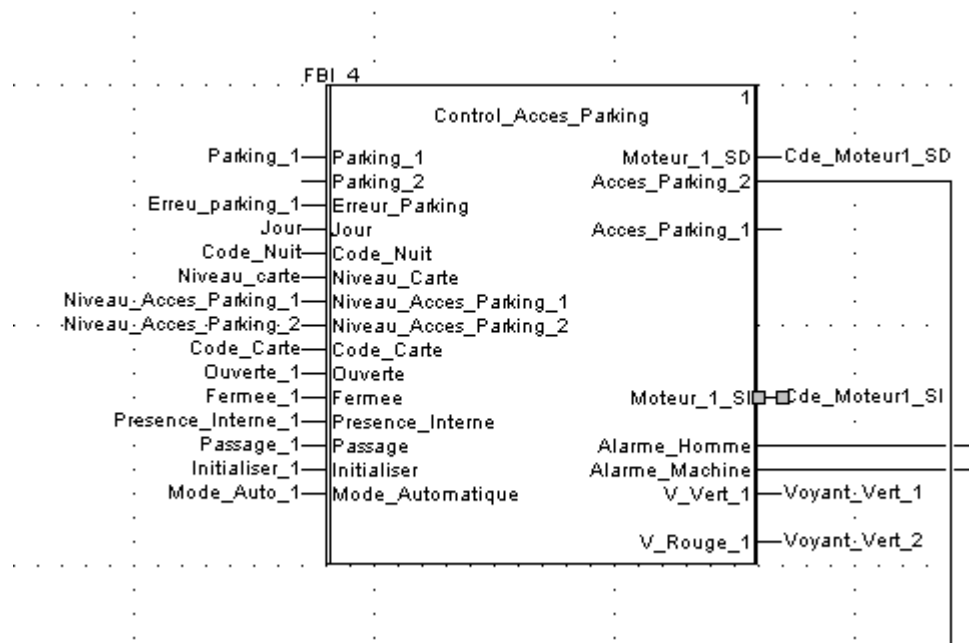 FBI_4
1
Control_Acces_Parking
Parking_1 Parking_1 Moteur_1_SD Cde_Moteur1_SD
Parking_2 Acces_Parking_2
Erreu_parking_1 Erreur_Parking
Jour Jour Acces_Parking_1
Code_Nuit Code_Nuit
Niveau_carte Niveau_Carte
Niveau_Acces_Parking_1 Niveau_Acces_Parking_1
Niveau_Acces_Parking_2 Niveau_Acces_Parking_2
Code_Carte Code_Carte
Ouverte_1 Ouverte
Fermee_1 Fermee Moteur_1_SI Cde_Moteur1_SI
Presence_Interne_1 Presence_Interne
Passage_1 Passage Alarme_Homme
Initialiser_1 Initialiser Alarme_Machine
Mode_Auto_1 Mode_Automatique V_Vert_1 Voyant_Vert_1
V_Rouge_1 Voyant_Vert_2